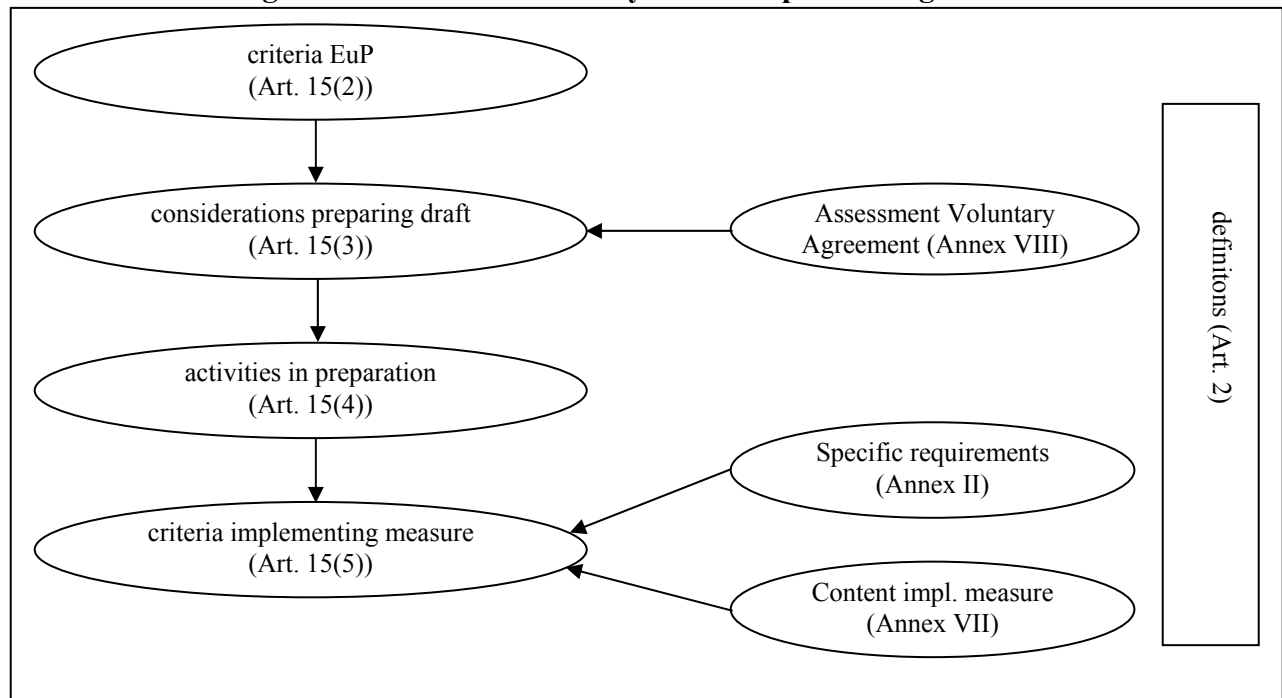 criteria EuP
(Art. 15(2))
considerations preparing draft
(Art. 15(3))
Assessment Voluntary
Agreement (Annex VIII)
activities in preparation
(Art. 15(4))
Specific requirements
(Annex II)
criteria implementing measure
(Art. 15(5))
Content impl. measure
(Annex VII)
definitons (Art. 2)